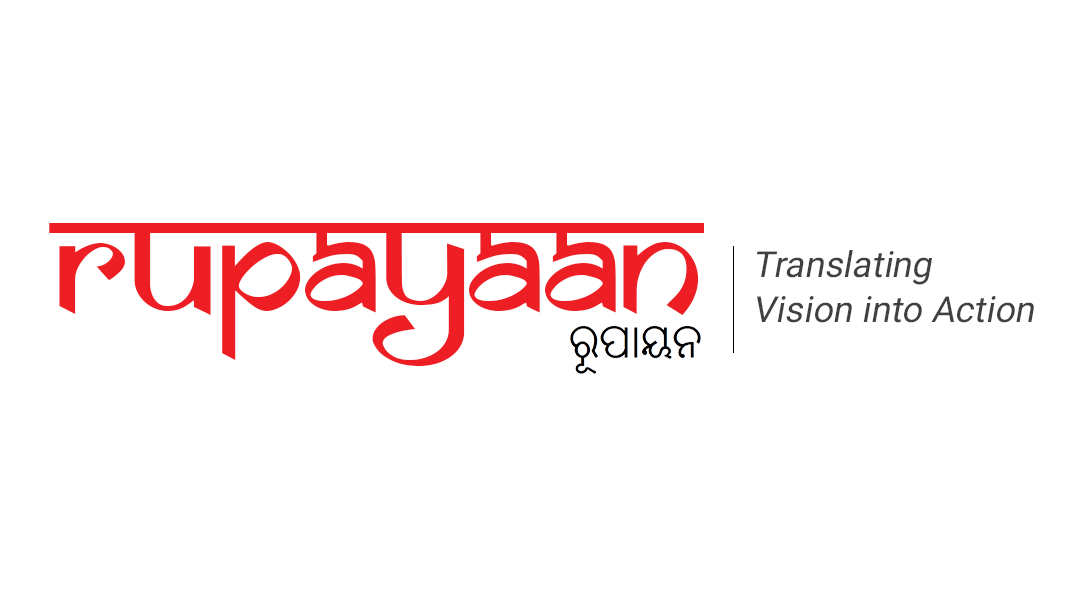 rupayaan
ରୂପାୟନ
Translating
Vision into Action